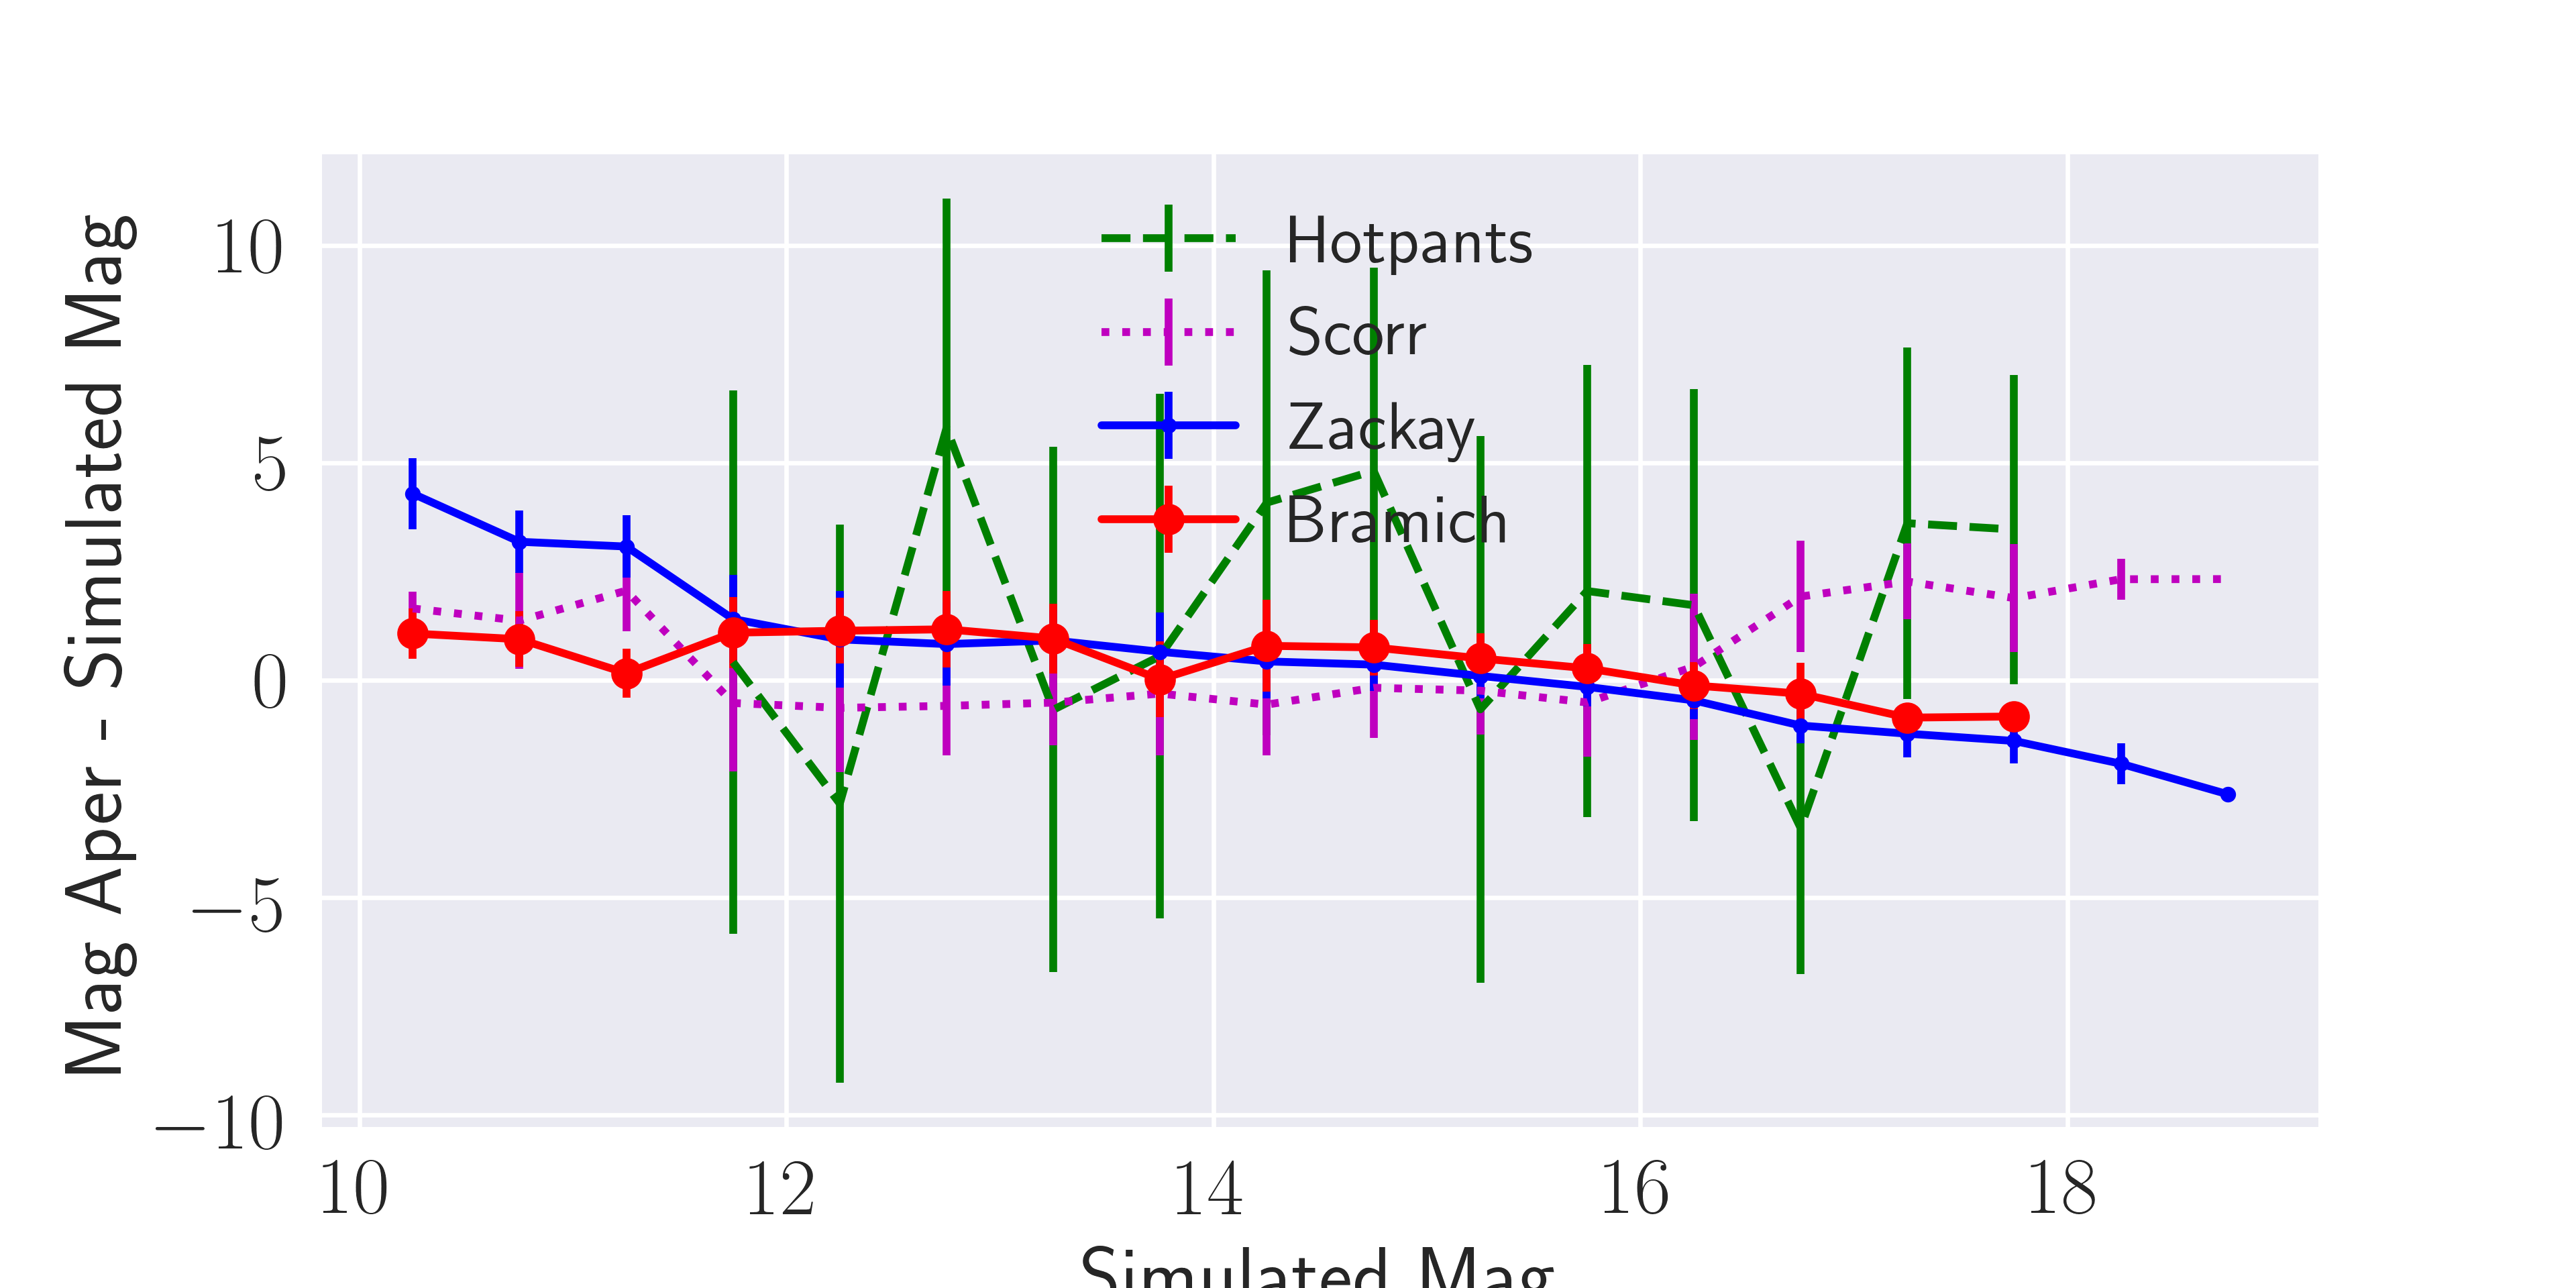 Mag Aper - Simulated Mag
10
5
0
−5
−10
Hotpants
Scorr
Zackay
Bramich
10 12 14 16 18
Simulated Mag